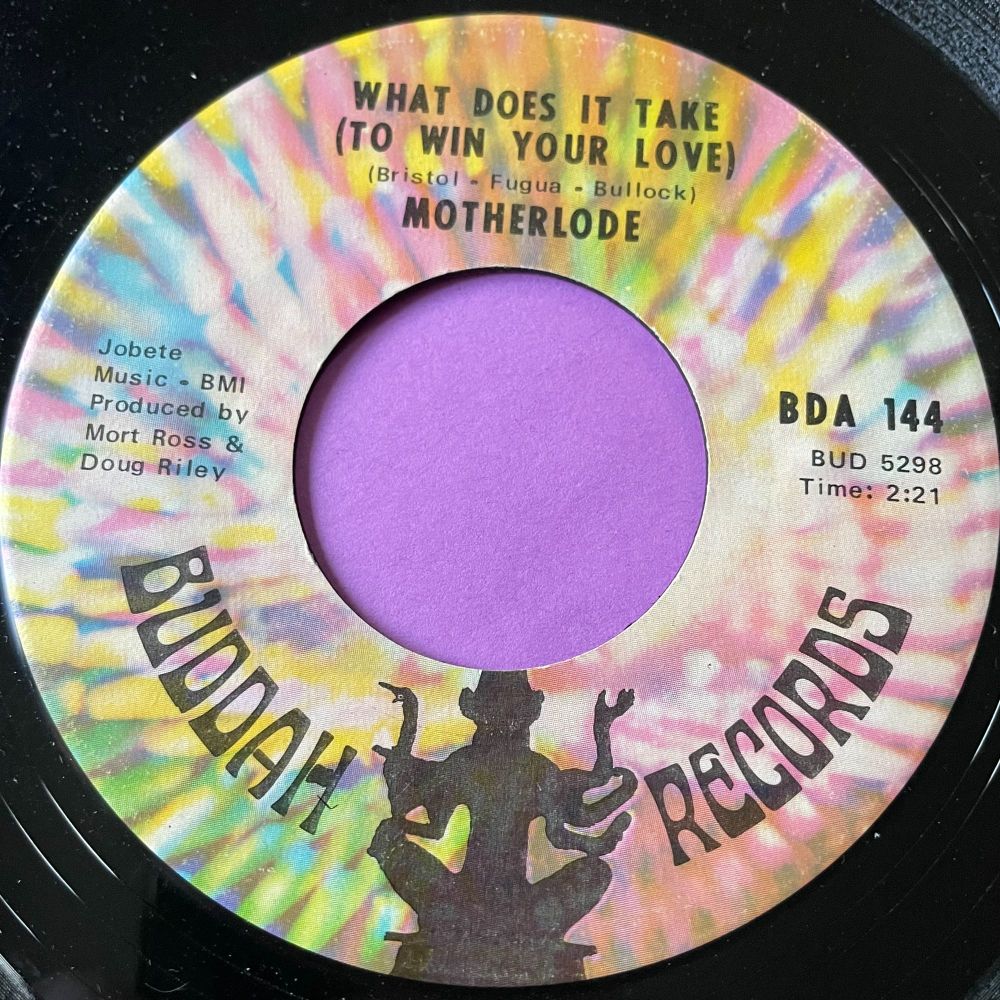 WHAT DOES IT TAKE
(TO WIN YOUR LOVE)
(Bristol - Fugua - Bullock)
MOTHERLODE
Jobete
Music - BMI
Produced by
Mort Ross &
Doug Riley
BDA 144
BUD 5298
Time: 2:21
BUDDAH RECORDS